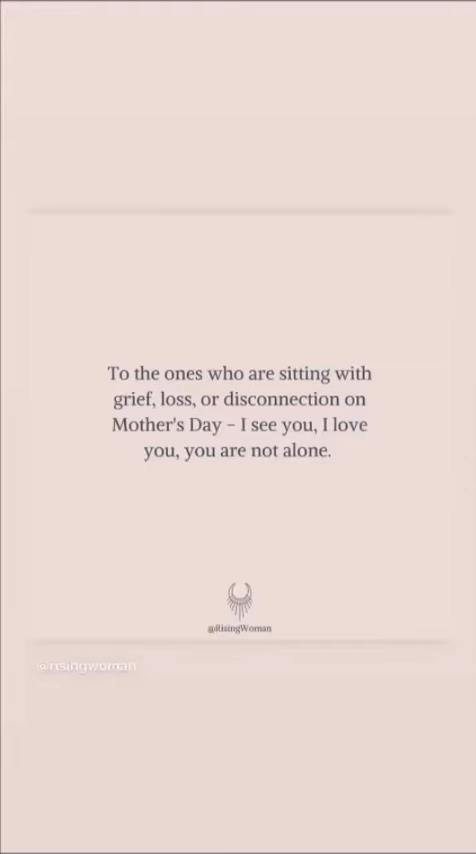 To the ones who are sitting with
grief, loss, or disconnection on
Mother's Day – I see you, I love
you, you are not alone.
@RisingWoman
@risingwoman